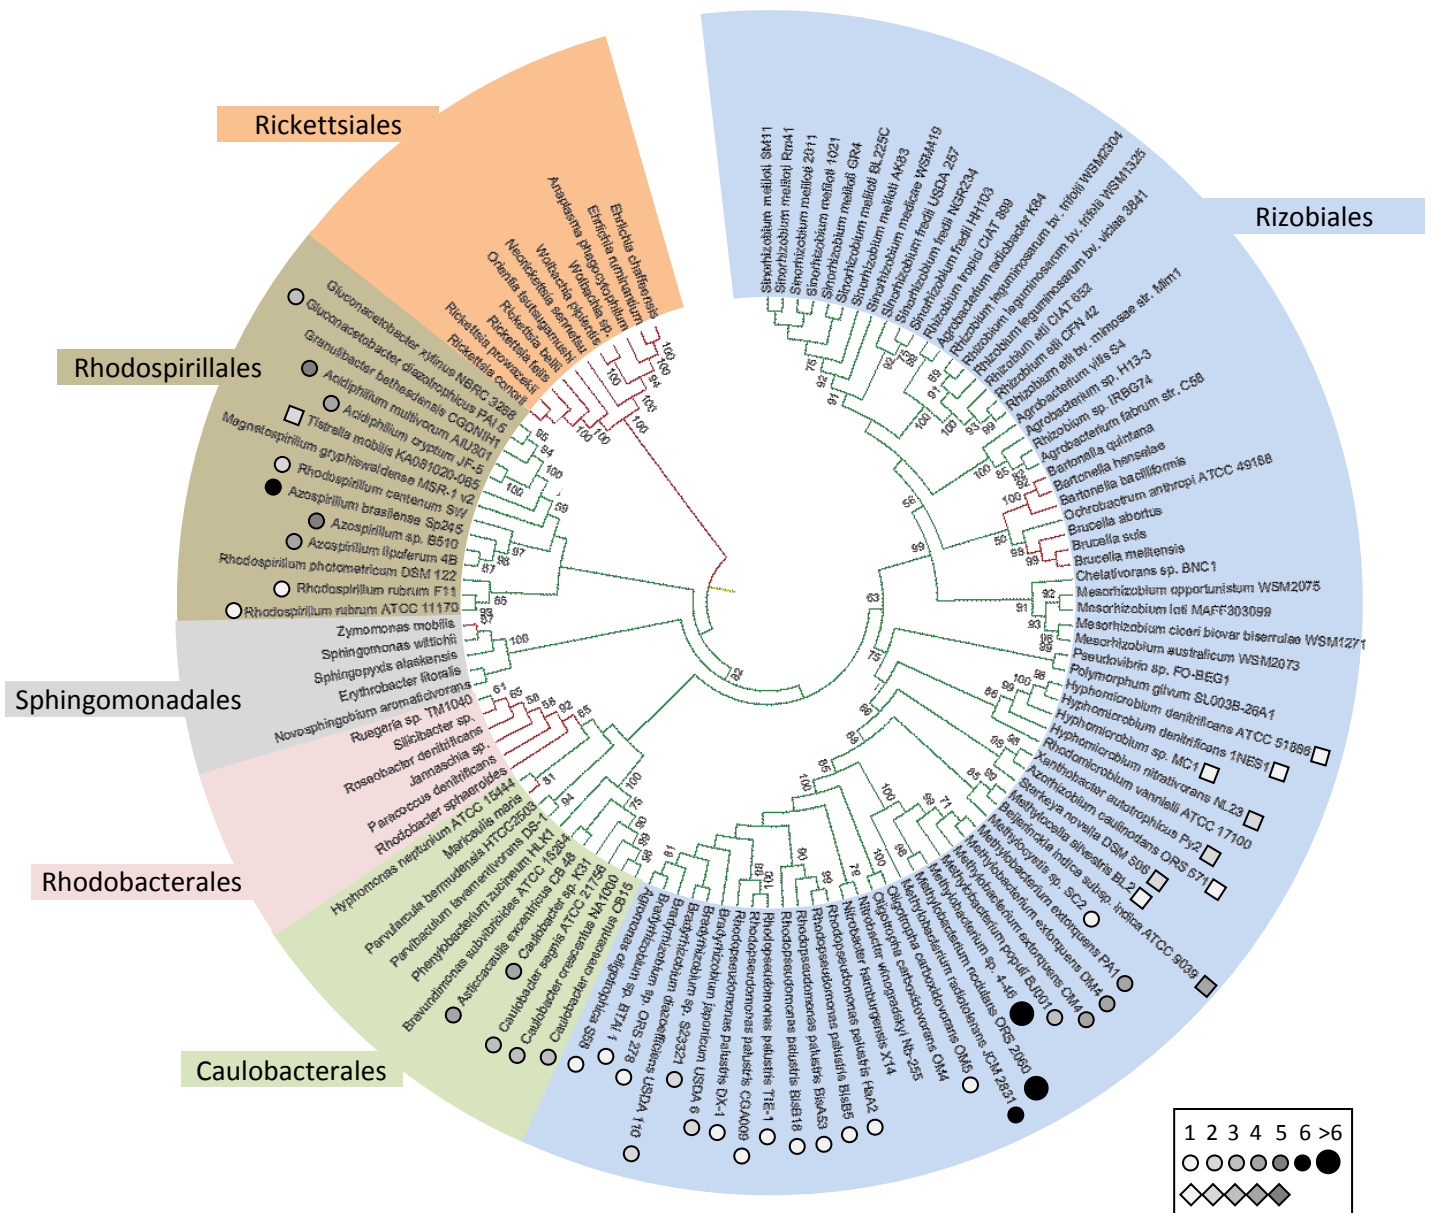 Rickettsiales
Rhodospirillales
Sphingomonadales
Rhodobacterales
Caulobacterales
Rizobiales
Sinorhizobium meliloti SM11
Sinorhizobium meliloti Rm41
Sinorhizobium meliloti 2011
Sinorhizobium meliloti 1021
Sinorhizobium meliloti GR4
Sinorhizobium meliloti BL225C
Sinorhizobium meliloti AK83
Sinorhizobium medicae WSM419
Sinorhizobium fredii USDA 257
Sinorhizobium fredii NGR234
Sinorhizobium fredii HH103
Rhizobium tropici CIAT 899
Agrobacterium radiobacter K84
Rhizobium leguminosarum bv. trifolii WSM2304
Rhizobium leguminosarum bv. trifolii WSM1325
Rhizobium leguminosarum bv. viciae 3841
Rhizobium etli CIAT 652
Rhizobium etli CFN 42
Rhizobium etli bv. mimosae str. Mim1
Agrobacterium vitis S4
Agrobacterium sp. H13-3
Rhizobium sp. IRBG74
Agrobacterium fabrum str. C58
Bartonella quintana
Bartonella henselae
Bartonella bacilliformis
Ochrobactrum anthropi ATCC 49188
Brucella abortus
Brucella suis
Brucella melitensis
Chelativorans sp. BNC1
Mesorhizobium opportunistum WSM2075
Mesorhizobium loti MAFF303099
Mesorhizobium ciceri biovar biserrulae WSM1271
Mesorhizobium australicum WSM2073
Pseudovibrio sp. FO-BEG1
Polymorphum gilvum SL003B-26A1
Hyphomicrobium denitrificans ATCC 51888
Hyphomicrobium denitrificans 1NES1
Hyphomicrobium sp. MC1
Hyphomicrobium nitrativorans NL23
Rhodomicrobium vannielii ATCC 17100
Xanthobacter autotrophicus Py2
Azorhizobium caulinodans ORS 571
Starkeya novella DSM 506
Methylocella silvestris BL2
Beijerinckia indica subsp. indica ATCC 9039
Methylocystis sp. SC2
Methylobacterium extorquens PA1
Methylobacterium extorquens DM4
Methylobacterium extorquens CM4
Methylobacterium populi BJ001
Methylobacterium sp. 4-46
Methylobacterium nodulans ORS 2060
Methylobacterium radiotolerans JCM 2831
Oligotropha carboxidovorans OM5
Oligotropha carboxidovorans OM4
Nitrobacter winogradskyi Nb-255
Nitrobacter hamburgensis X14
Rhodopseudomonas palustris HaA2
Rhodopseudomonas palustris BisB5
Rhodopseudomonas palustris BisA53
Rhodopseudomonas palustris BisB18
Rhodopseudomonas palustris TIE-1
Rhodopseudomonas palustris CGA009
Rhodopseudomonas palustris DX-1
Bradyrhizobium japonicum USDA 6
Bradyrhizobium sp. S23321
Bradyrhizobium diazoefficiens USDA 110
Bradyrhizobium sp. ORS 278
Bradyrhizobium sp. BTAi 1
Agromonas oligotrophica S58
Caulobacter crescentus CB15
Caulobacter crescentus NA1000
Caulobacter segnis ATCC 21756
Caulobacter sp. K31
Asticcacaulis excentricus CB 48
Brevundimonas subvibrioides ATCC 15264
Phenylobacterium zucineum HLK1
Parvibaculum lavamentivorans DS-1
Parvularcula bermudensis HTCC2503
Maricaulis maris
Hyphomonas neptunium ATCC 15444
Rhodobacter sphaeroides
Paracoccus denitrificans
Jannaschia sp.
Roseobacter denitrificans
Silicibacter sp.
Ruegeria sp. TM1040
Novosphingobium aromaticivorans
Erythrobacter litoralis
Sphingopyxis alaskensis
Sphingomonas wittichii
Zymomonas mobilis
Rhodospirillum rubrum ATCC 11170
Rhodospirillum rubrum F11
Rhodospirillum photometricum DSM 122
Azospirillum lipoferum 4B
Azospirillum sp. B510
Azospirillum brasilense Sp245
Rhodospirillum centenum SW
Magnetospirillum gryphiswaldense MSR-1 v2
Tistrella mobilis KA081020-065
Acidiphilium cryptum JF-5
Acidiphilium multivorum AIU301
Granulibacter bethesdensis CGDNIH1
Gluconacetobacter diazotrophicus PAl 5
Gluconacetobacter xylinus NBRC 3288
Rickettsia conorii
Rickettsia prowazekii
Rickettsia felis
Rickettsia bellii
Orientia tsutsugamushi
Neorickettsia sennetsu
Wolbachia pipientis
Wolbachia sp.
Anaplasma phagocytophilum
Ehrlichia ruminantium
Ehrlichia chaffeensis
1 2 3 4 5 6 >6